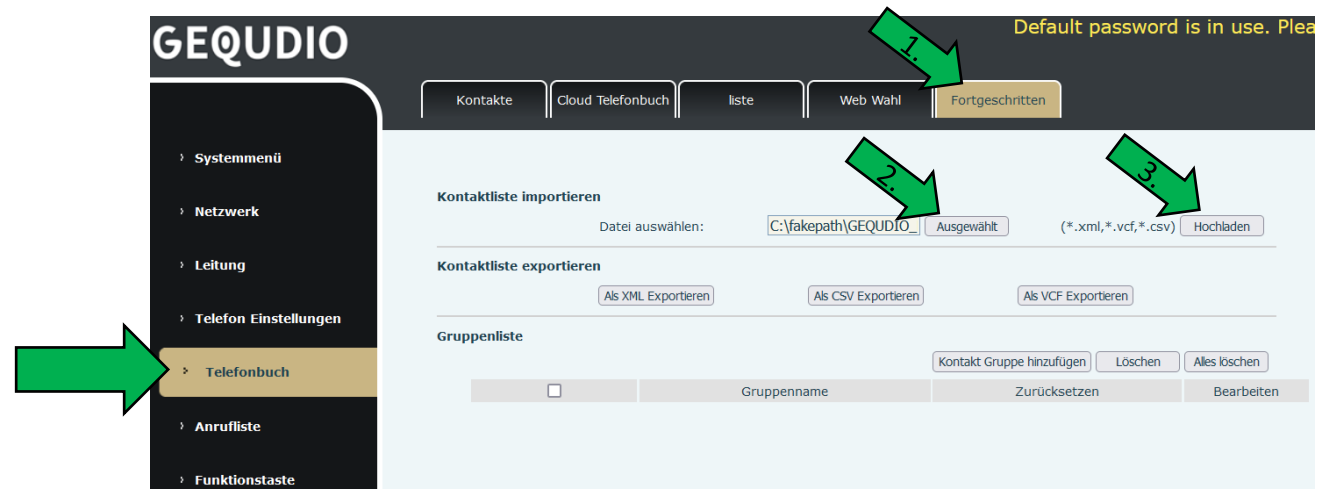 GEQUDIO
Default password is in use. Plea
1.
Kontakte
Cloud Telefonbuch
liste
Web Wahl
Fortgeschritten
Systemmenü
Netzwerk
Leitung
Telefon Einstellungen
Telefonbuch
Anrufliste
Funktionstaste
2.
3.
Kontaktliste importieren
Datei auswählen: C:\fakepath\GEQUDIO_ Ausgewählt (*.xml,*.vcf,*.csv) Hochladen
Kontaktliste exportieren
Als XML Exportieren Als CSV Exportieren Als VCF Exportieren
Gruppenliste
Kontakt Gruppe hinzufügen Löschen Alles löschen
Gruppenname Zurücksetzen Bearbeiten